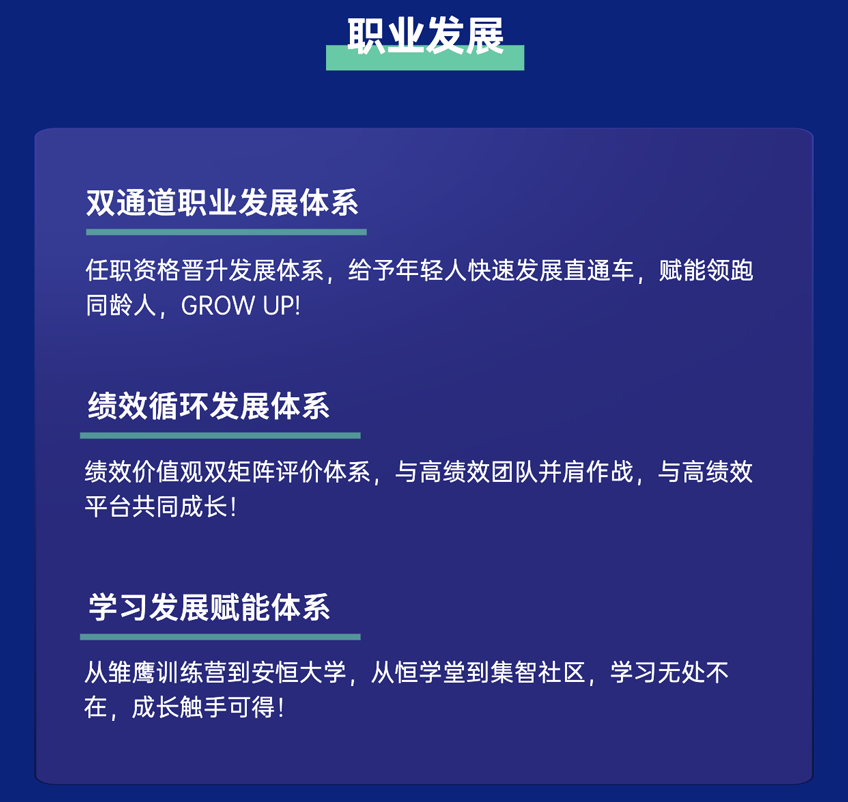 职业发展
双通道职业发展体系
任职资格晋升发展体系，给予年轻人快速发展直通车，赋能领跑
同龄人，GROW UP!
绩效循环发展体系
绩效价值观双矩阵评价体系，与高绩效团队并肩作战，与高绩效
平台共同成长！
学习发展赋能体系
从雏鹰训练营到安恒大学，从恒学堂到集智社区，学习无处不
在，成长触手可得！